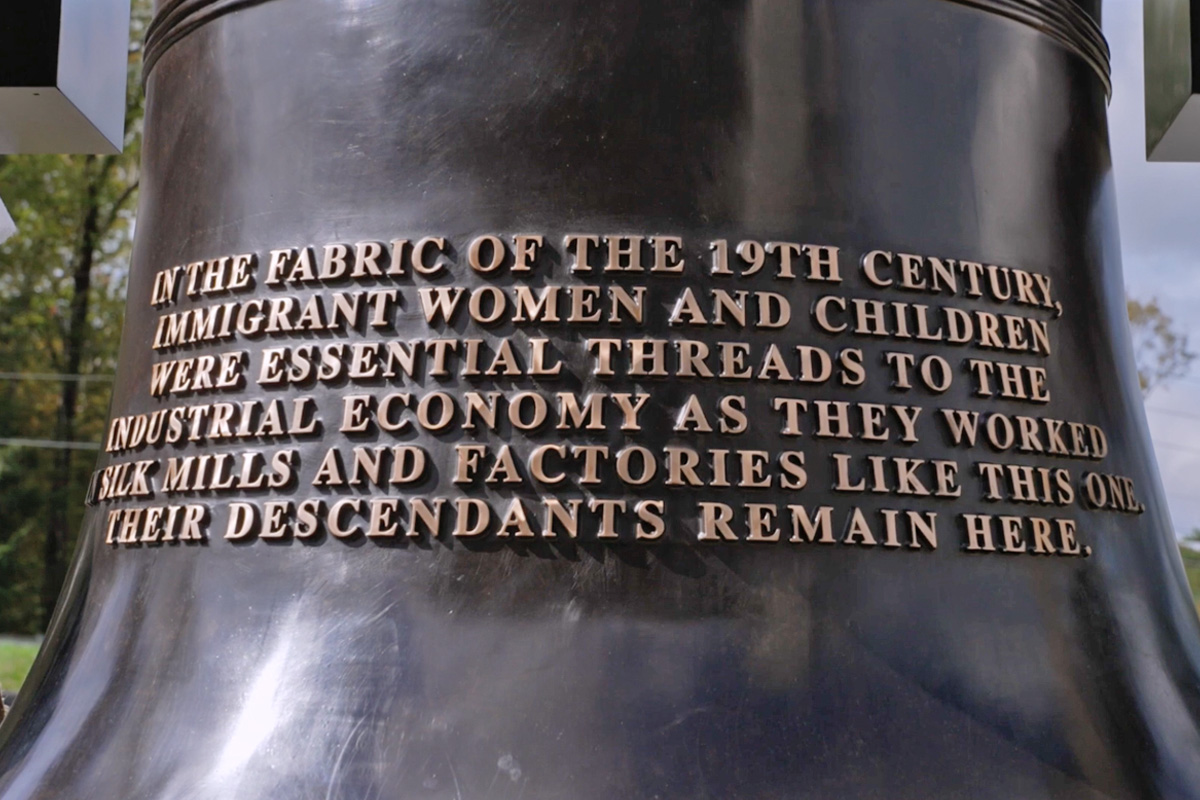 IN THE FABRIC OF THE 19TH CENTURY,
IMMIGRANT WOMEN AND CHILDREN
WERE ESSENTIAL THREADS TO THE
INDUSTRIAL ECONOMY AS THEY WORKED
IN SILK MILLS AND FACTORIES LIKE THIS ONE.
THEIR DESCENDANTS REMAIN HERE.